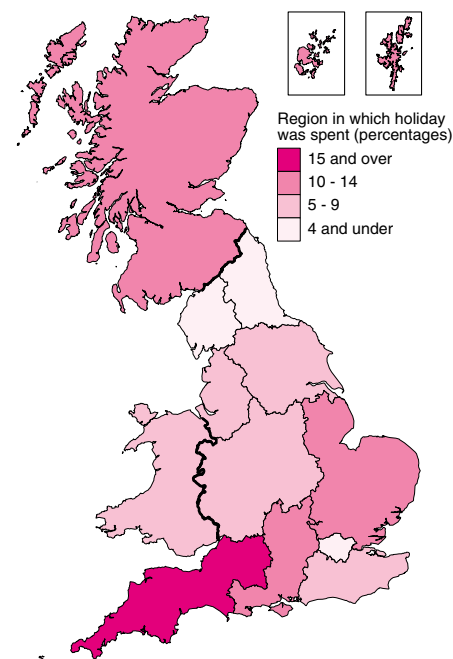 Region in which holiday
was spent (percentages)
15 and over
10 - 14
5 - 9
4 and under